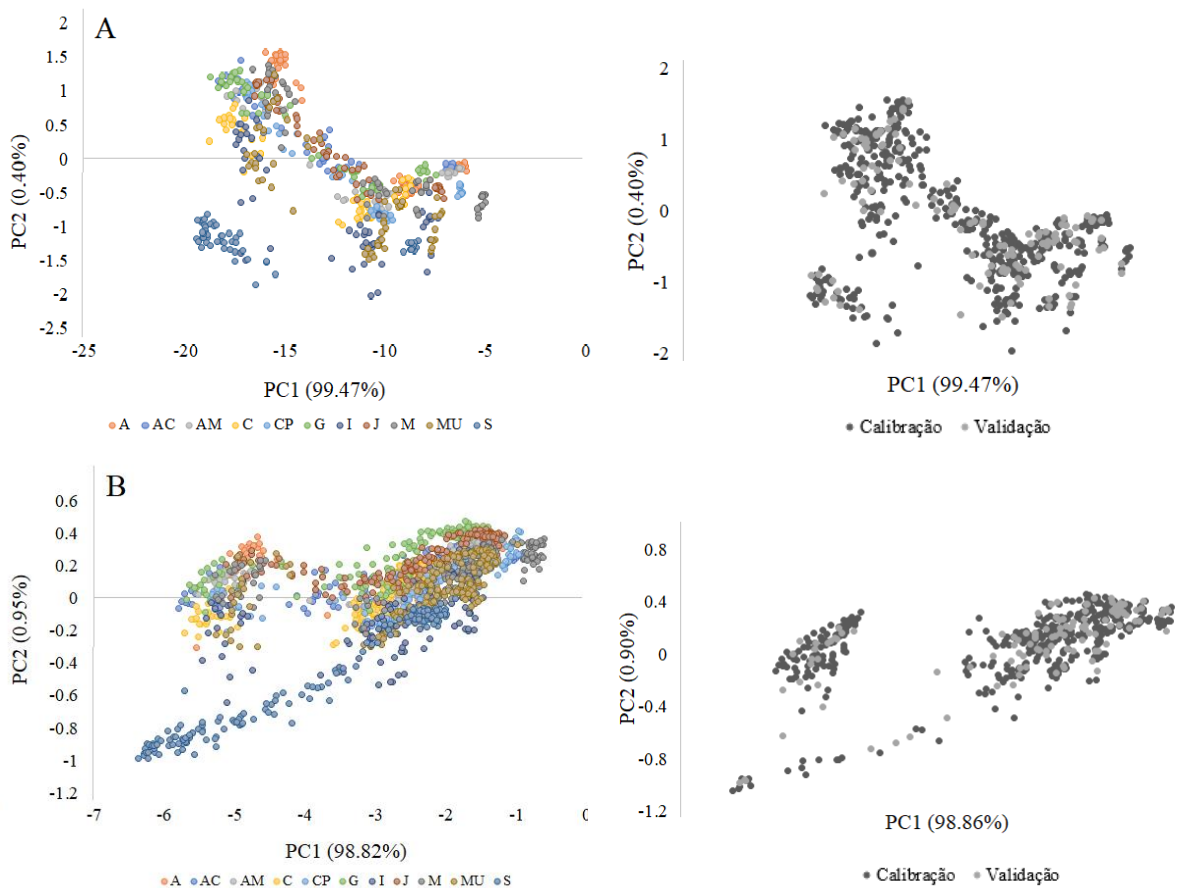 A
2
1.5
1
0.5
0
-0.5
-1
-1.5
-2
-2.5
PC2 (0.40%)
-25 -20 -15 -10 -5 0
PC1 (99.47%)
A AC AM C CP G I J M MU S
2
1
0
-1
-2
PC2 (0.40%)
PC1 (99.47%)
Calibração Validação
B
0.6
0.4
0.2
0
-0.2
-0.4
-0.6
-0.8
-1
-1.2
PC2 (0.95%)
-7 -6 -5 -4 -3 -2 -1 0
PC1 (98.82%)
A AC AM C CP G I J M MU S
0.8
0.4
0
-0.4
-0.8
-1.2
PC2 (0.90%)
PC1 (98.86%)
Calibração Validação